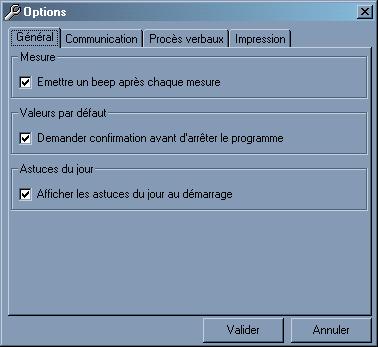 Options
Général Communication Procès verbaux Impression
Mesure
Emettre un beep après chaque mesure
Valeurs par défaut
Demander confirmation avant d'arrêter le programme
Astuces du jour
Afficher les astuces du jour au démarrage
Valider Annuler